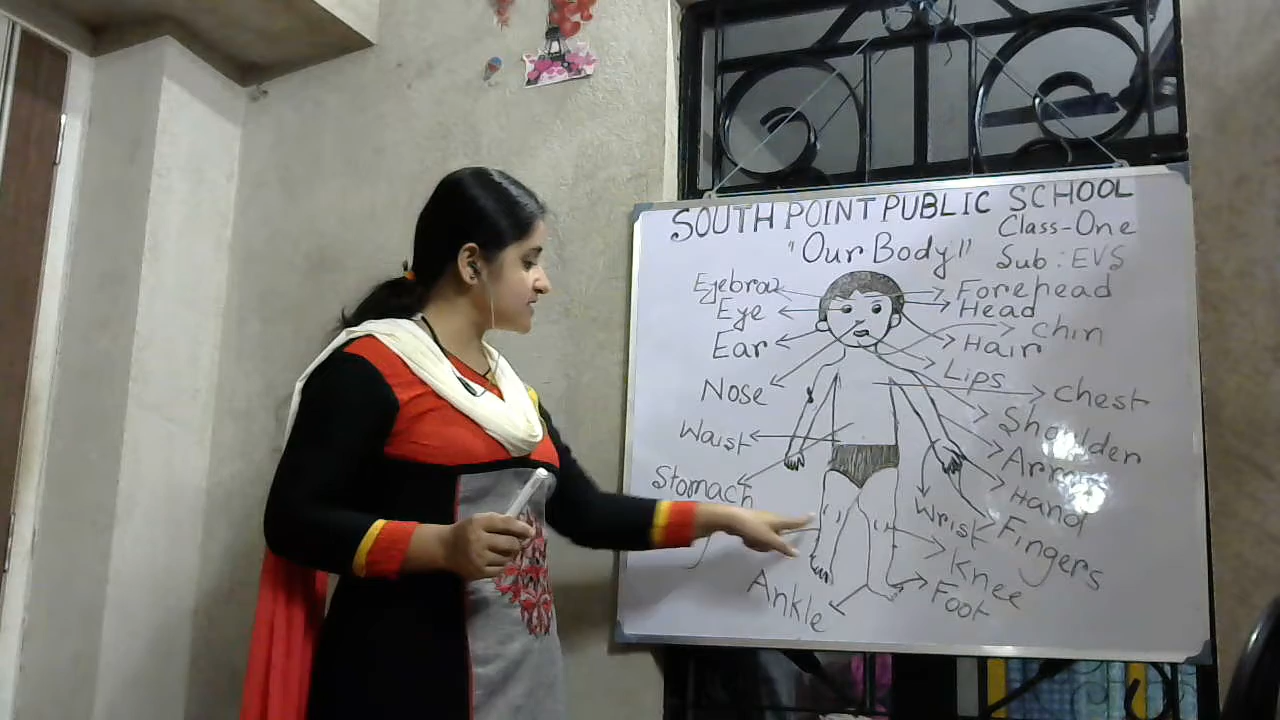 SOUTH POINT PUBLIC SCHOOL
Class-One
"Our Body"
Sub : EVS
Eyebrow
Eye
Ear
Nose
Waist
Stomach
Ankle
Forehead
Head
Chin
Hair
Lips
Chest
Shoulder
Arm
Hand
Wrist
Fingers
Knee
Foot